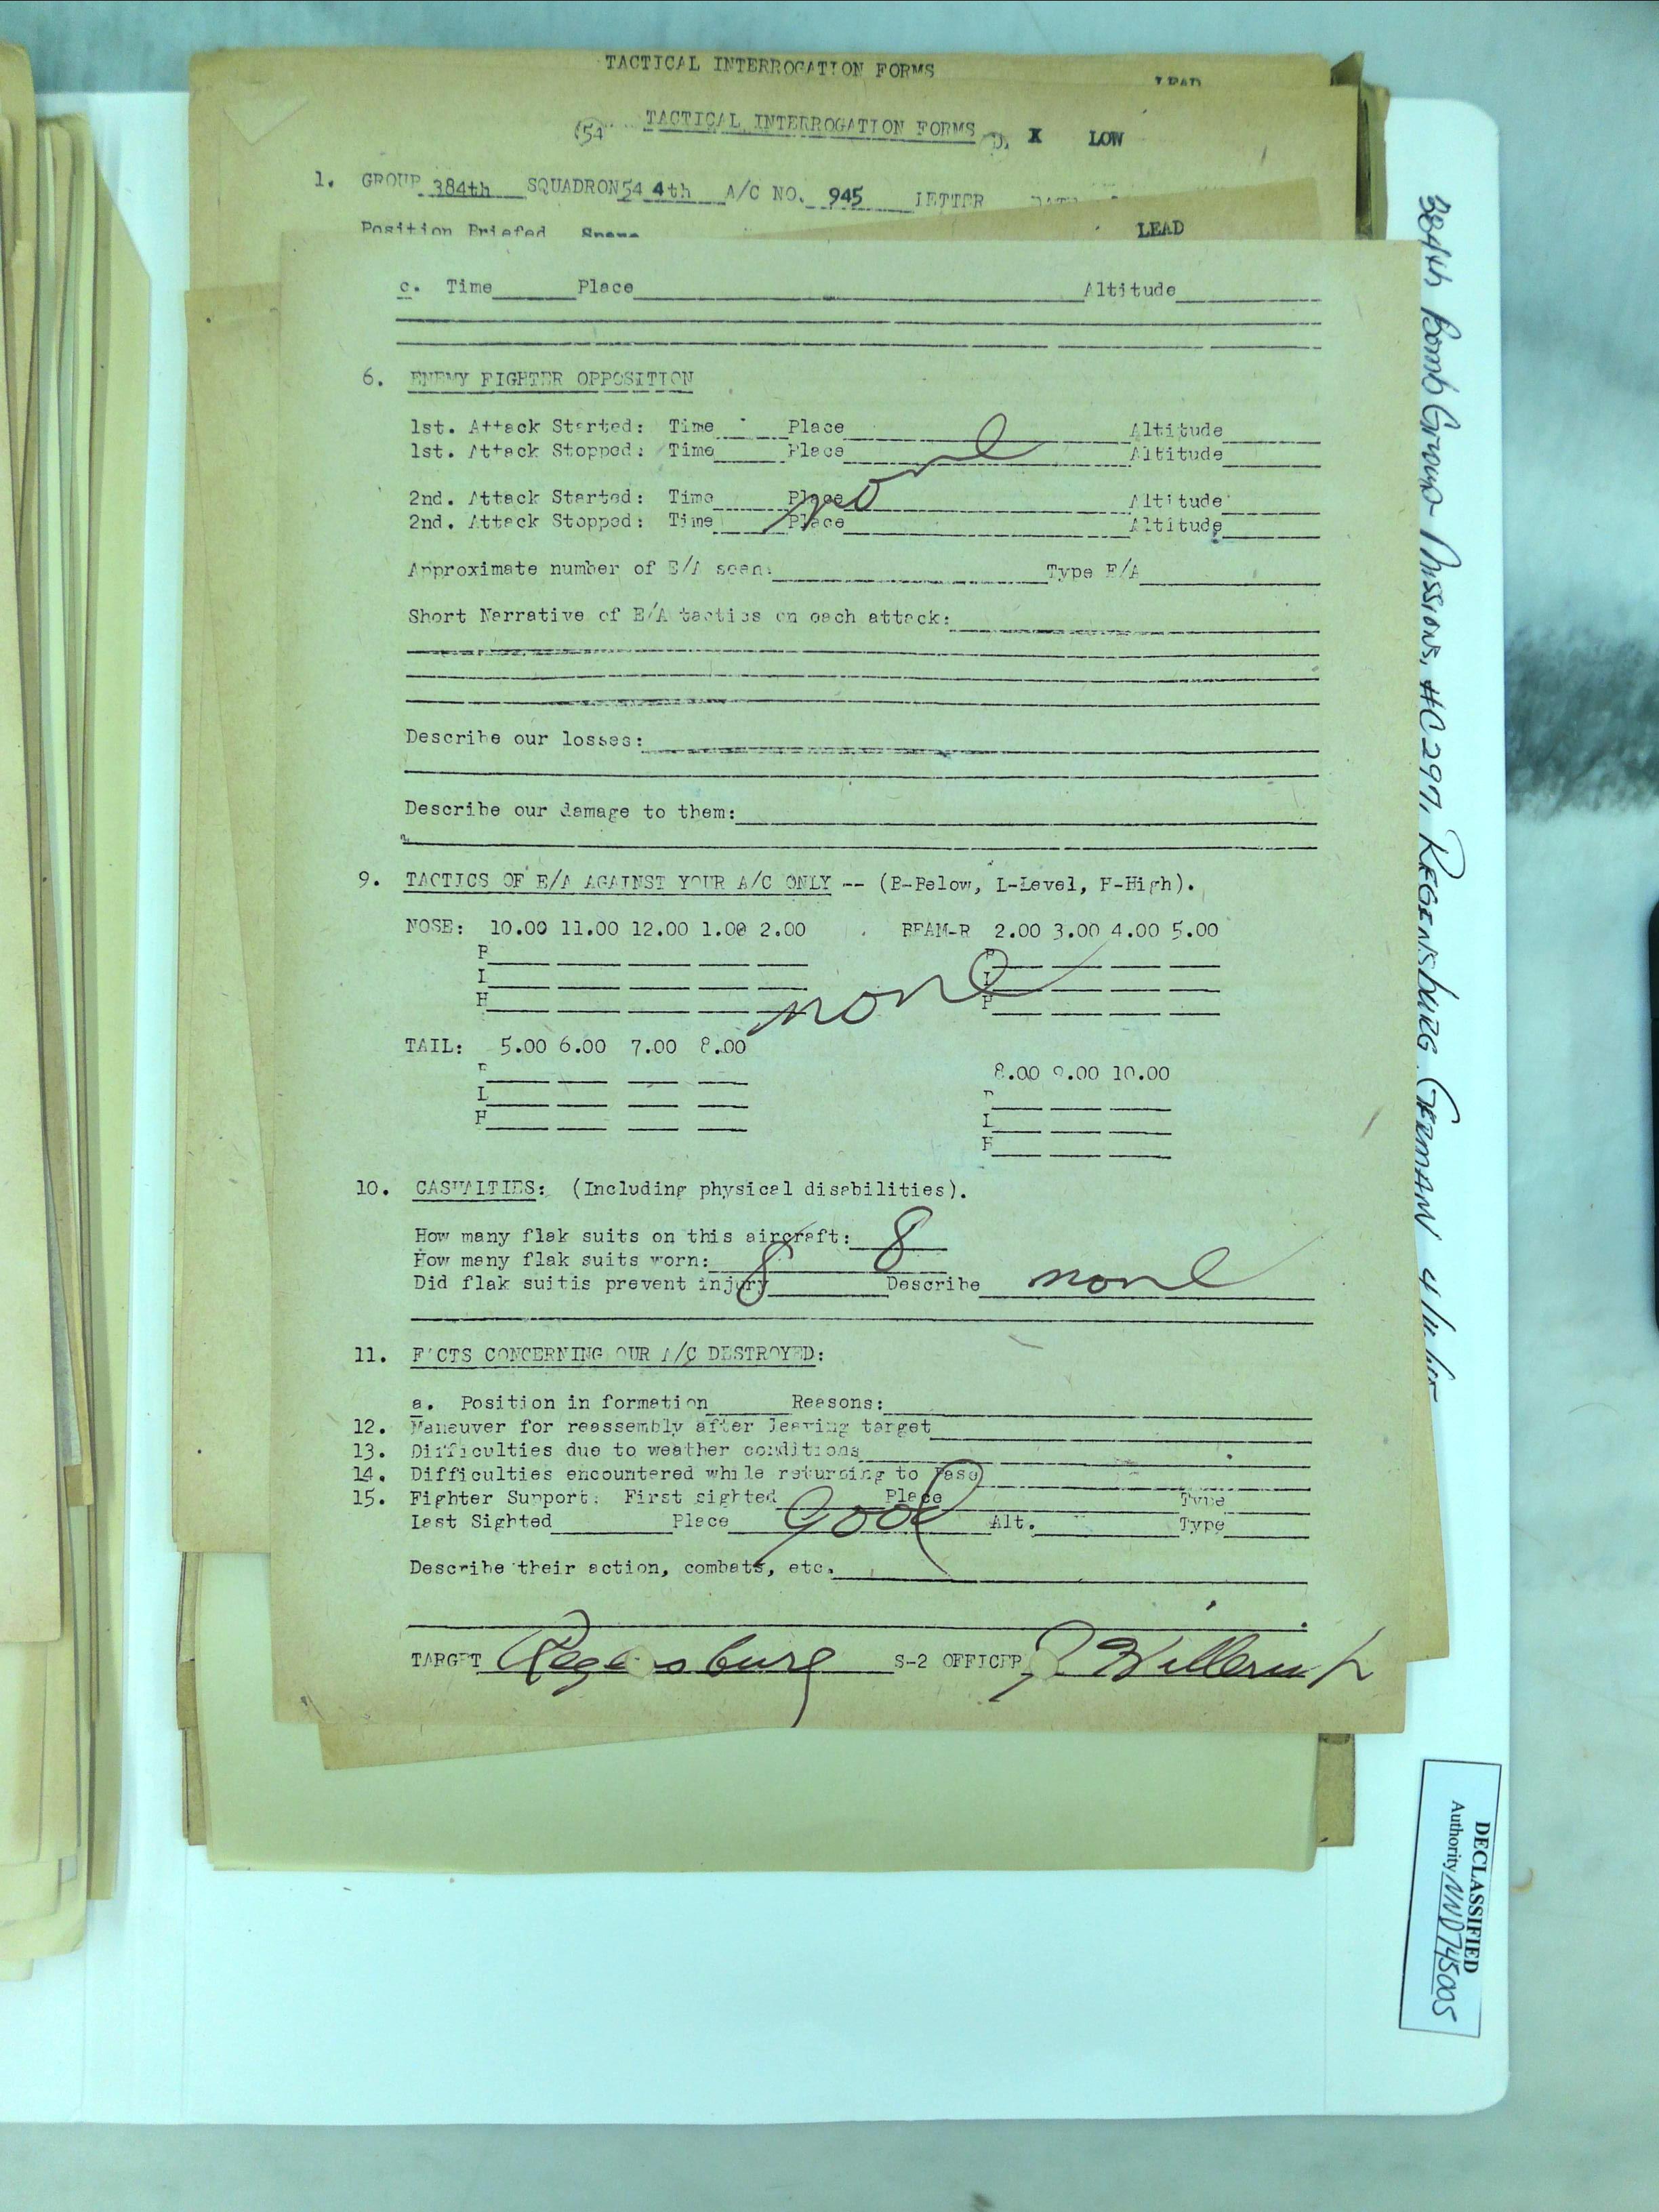 TACTICAL INTERROGATION FORMS
LEAD
(54 TACTICAL INTERROGATION FORMS D. X LOW
1. GROUP 384th SQUADRON 544th A/C NO. 945 LETTER
Position Briefed Spare LEAD
c. Time Place Altitude
6. ENEMY FIGHTER OPPOSITION
1st. Attack Started: Time Place Altitude
1st. Attack Stopped: Time Place Altitude
none
2nd. Attack Started: Time Place Altitude
2nd. Attack Stopped: Time Place Altitude
Approximate number of E/A seen: Type E/A
Short Narrative of E/A tactics on each attack:
Describe our losses:
Describe our damage to them:
9. TACTICS OF E/A AGAINST YOUR A/C ONLY -- (B-Below, L-Level, H-High).
NOSE: 10.00 11.00 12.00 1.00 2.00 BEAM-R 2.00 3.00 4.00 5.00
B B
L L
H H
none
TAIL: 5.00 6.00 7.00 8.00
8.00 9.00 10.00
B B
L L
H H
10. CASUALTIES: (Including physical disabilities).
How many flak suits on this aircraft: 8
How many flak suits worn: 8
Did flak suitis prevent injury Describe none
11. FACTS CONCERNING OUR A/C DESTROYED:
a. Position in formation Reasons:
12. Maneuver for reassembly after leaving target
13. Difficulties due to weather conditions
14. Difficulties encountered while returning to base
15. Fighter Support: First sighted Place Type
Last Sighted Place Good Alt. Type
Describe their action, combats, etc.
TARGET Regensburg S-2 OFFICER
384th Bomb Group Missions, #C297, REGENSBURG, GERMANY
DECLASSIFIED
Authority NND745005